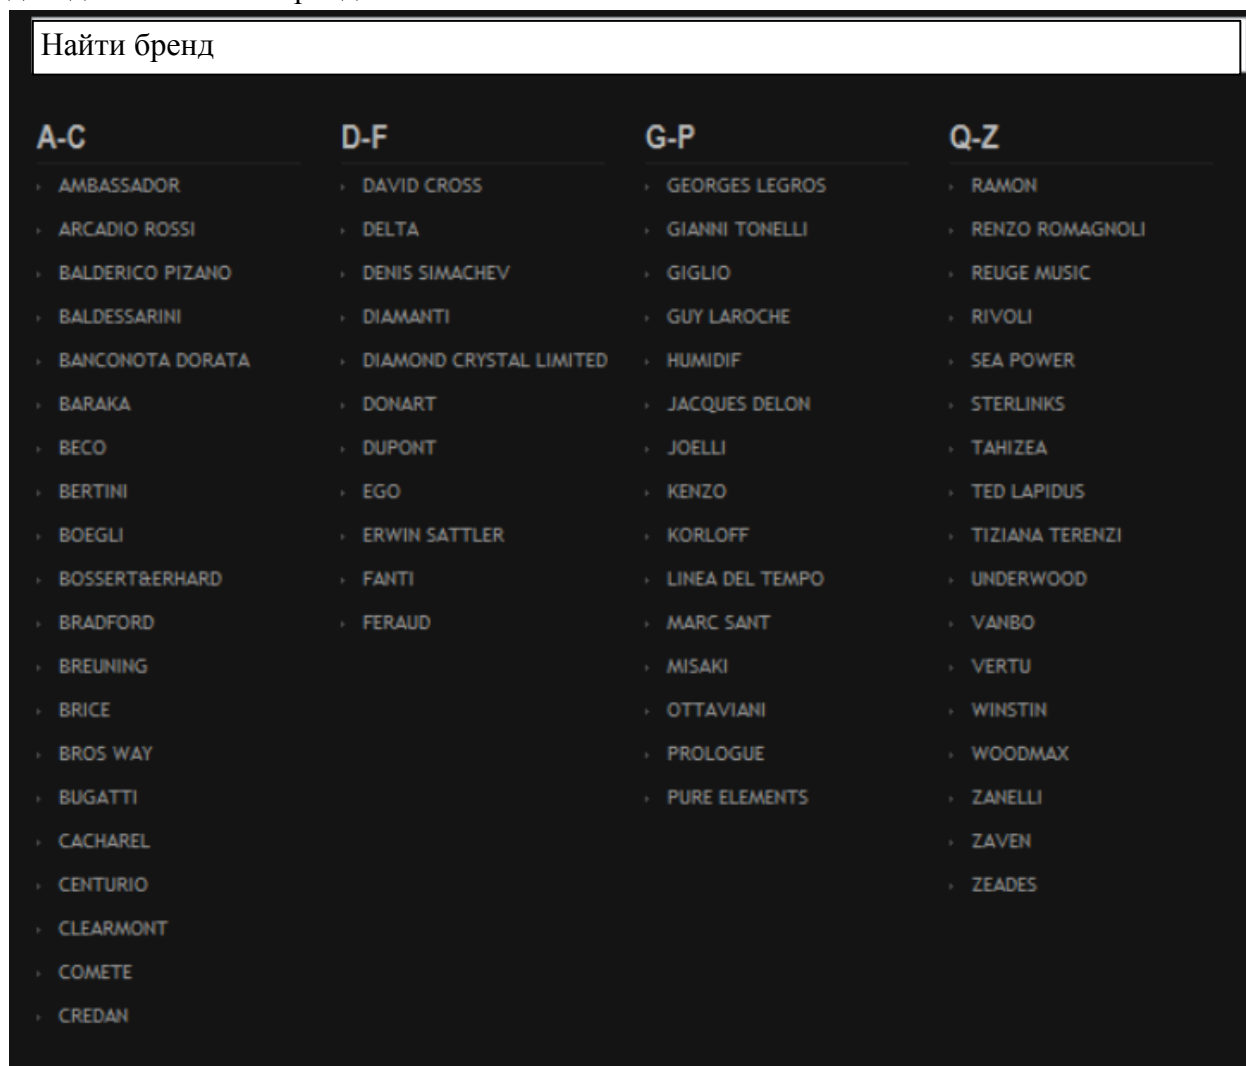 Найти бренд
A-C
AMBASSADOR
ARCADIO ROSSI
BALDERICO PIZANO
BALDESSARINI
BANCONOTA DORATA
BARAKA
BECO
BERTINI
BOEGLI
BOSSERT&ERHARD
BRADFORD
BREUNING
BRICE
BROS WAY
BUGATTI
CACHAREL
CENTURIO
CLEARMONT
COMETE
CREDAN
D-F
DAVID CROSS
DELTA
DENIS SIMACHEV
DIAMANTI
DIAMOND CRYSTAL LIMITED
DONART
DUPONT
EGO
ERWIN SATTLER
FANTI
FERAUD
G-P
GEORGES LEGROS
GIANNI TONELLI
GIGLIO
GUY LAROCHE
HUMIDIF
JACQUES DELON
JOELLI
KENZO
KORLOFF
LINEA DEL TEMPO
MARC SANT
MISAKI
OTTAVIANI
PROLOGUE
PURE ELEMENTS
Q-Z
RAMON
RENZO ROMAGNOLI
REUGE MUSIC
RIVOLI
SEA POWER
STERLINKS
TAHIZEA
TED LAPIDUS
TIZIANA TERENZI
UNDERWOOD
VANBO
VERTU
WINSTIN
WOODMAX
ZANELLI
ZAVEN
ZEADES